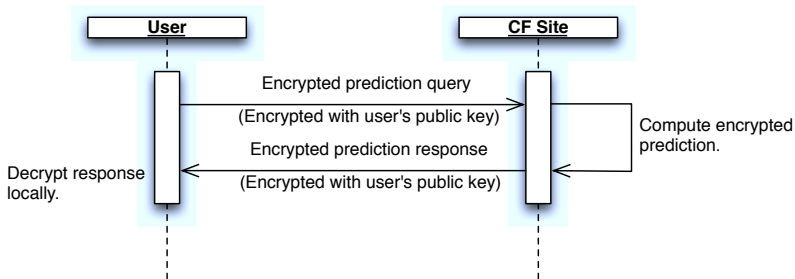 User
CF Site
Encrypted prediction query
(Encrypted with user's public key)
Compute encrypted
prediction.
Encrypted prediction response
(Encrypted with user's public key)
Decrypt response
locally.